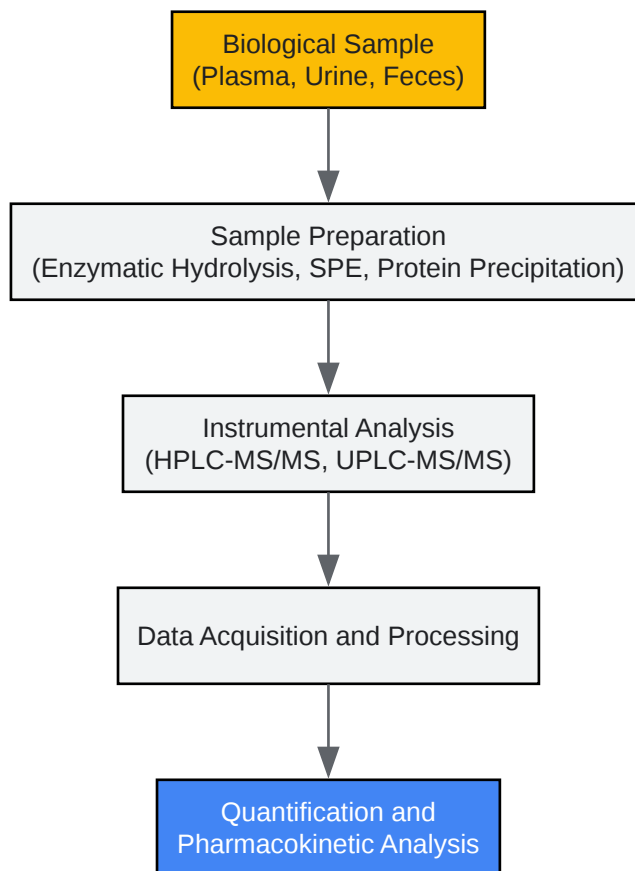 Biological Sample
(Plasma, Urine, Feces)
Sample Preparation
(Enzymatic Hydrolysis, SPE, Protein Precipitation)
Instrumental Analysis
(HPLC-MS/MS, UPLC-MS/MS)
Data Acquisition and Processing
Quantification and
Pharmacokinetic Analysis